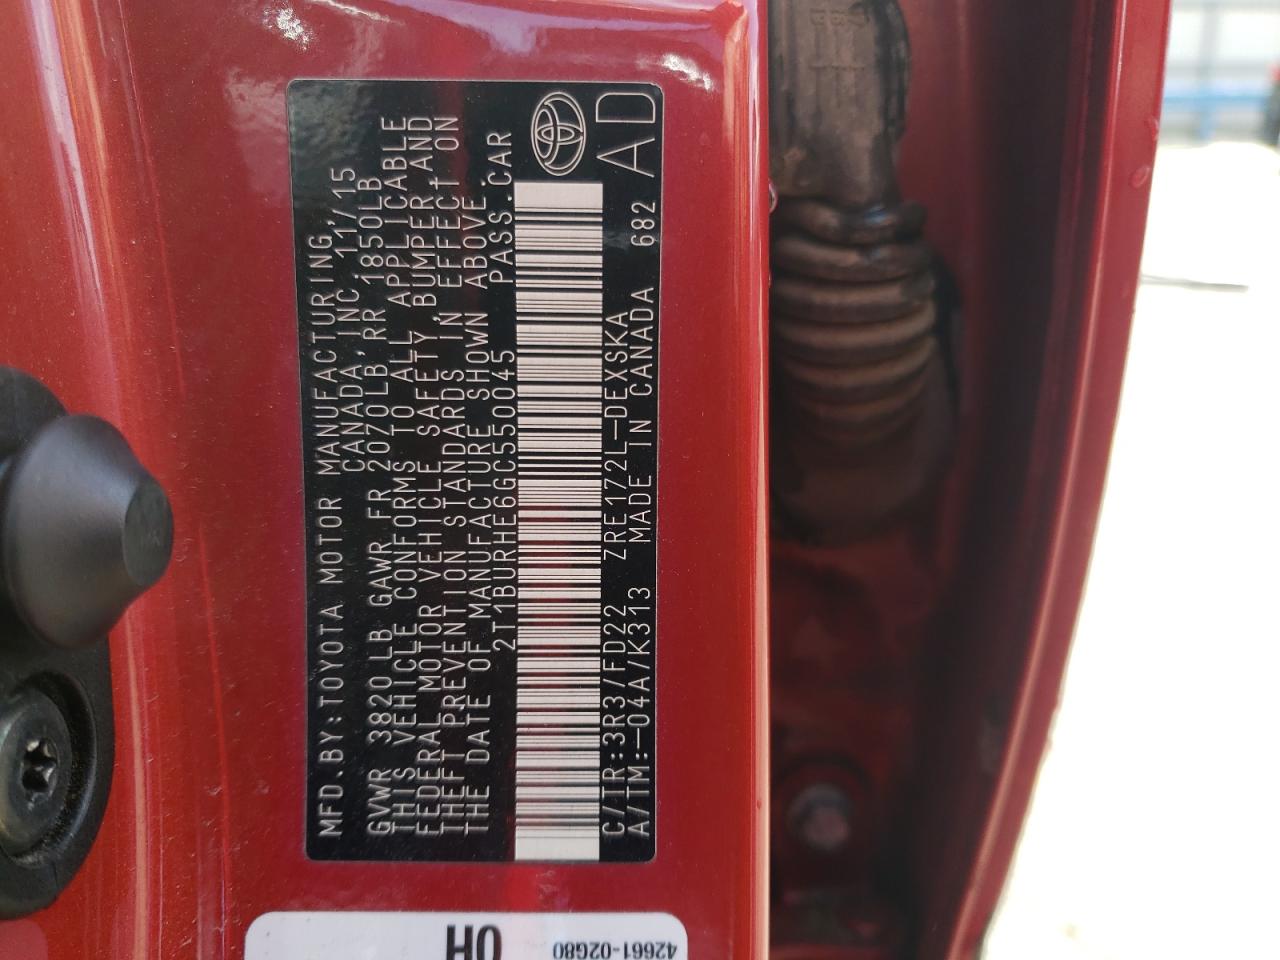 MFD.BY:TOYOTA MOTOR MANUFACTURING,
CANADA,INC. 11/15
GVWR 3820LB GAWR FR 2070LB,RR 1850LB
THIS VEHICLE CONFORMS TO ALL APPLICABLE
FEDERAL MOTOR VEHICLE SAFETY,BUMPER,AND
THEFT PREVENTION STANDARDS IN EFFECT ON
THE DATE OF MANUFACTURE SHOWN ABOVE.
2T1BURHE6GC550045 PASS.CAR
C/TR:3R3/FD22 ZRE172L-DEXSKA
A/TM:-04A/K313 MADE IN CANADA 682
AD
42661-02G80